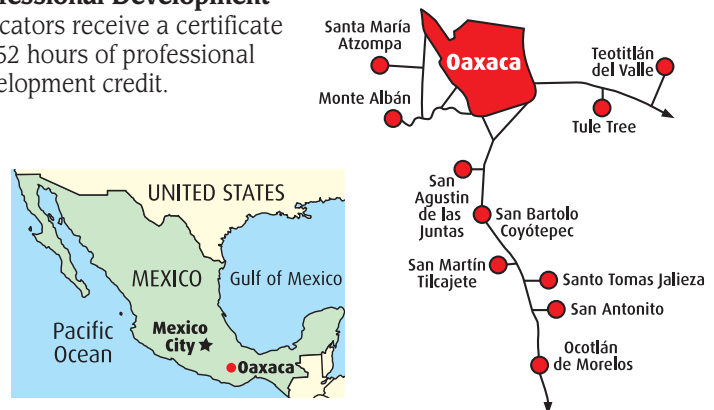 cators receive a certificate
52 hours of professional
credit.
UNITED STATES
MEXICO
Gulf of Mexico
Pacific
Ocean
Mexico
City
Oaxaca
Santa María
Atzompa
Oaxaca
Teotitlán
del Valle
Monte Albán
Tule Tree
San
Agustin
de las
Juntas
San Bartolo
Coyótepec
San Martín
Tilcajete
Santo Tomas Jalieza
San Antonito
Ocotlán
de Morelos